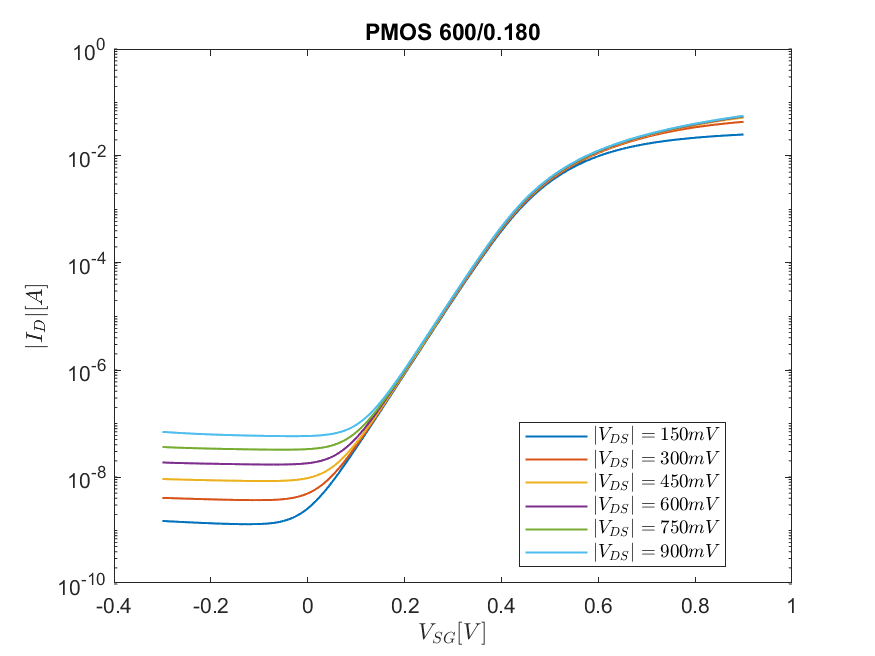 PMOS 600/0.180
10^0
10^-2
10^-4
10^-6
10^-8
10^-10
|I_D|[A]
|V_DS| = 150mV
|V_DS| = 300mV
|V_DS| = 450mV
|V_DS| = 600mV
|V_DS| = 750mV
|V_DS| = 900mV
-0.4 -0.2 0 0.2 0.4 0.6 0.8 1
V_SG[V]